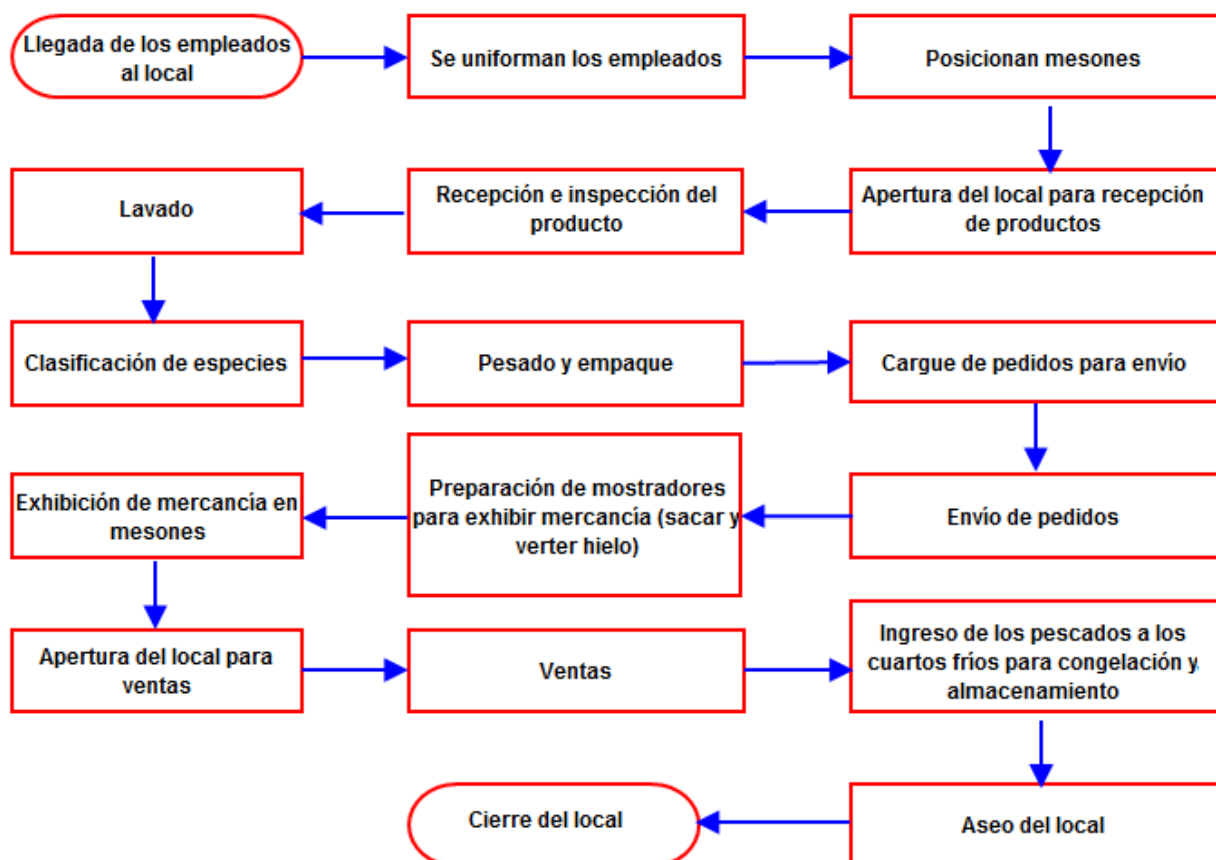 Llegada de los empleados
al local
Se uniforman los empleados
Posicionan mesones
Apertura del local para recepción
de productos
Recepción e inspección del
producto
Lavado
Clasificación de especies
Pesado y empaque
Cargue de pedidos para envío
Envío de pedidos
Preparación de mostradores
para exhibir mercancía (sacar y
verter hielo)
Exhibición de mercancía en
mesones
Apertura del local para
ventas
Ventas
Ingreso de los pescados a los
cuartos fríos para congelación y
almacenamiento
Aseo del local
Cierre del local